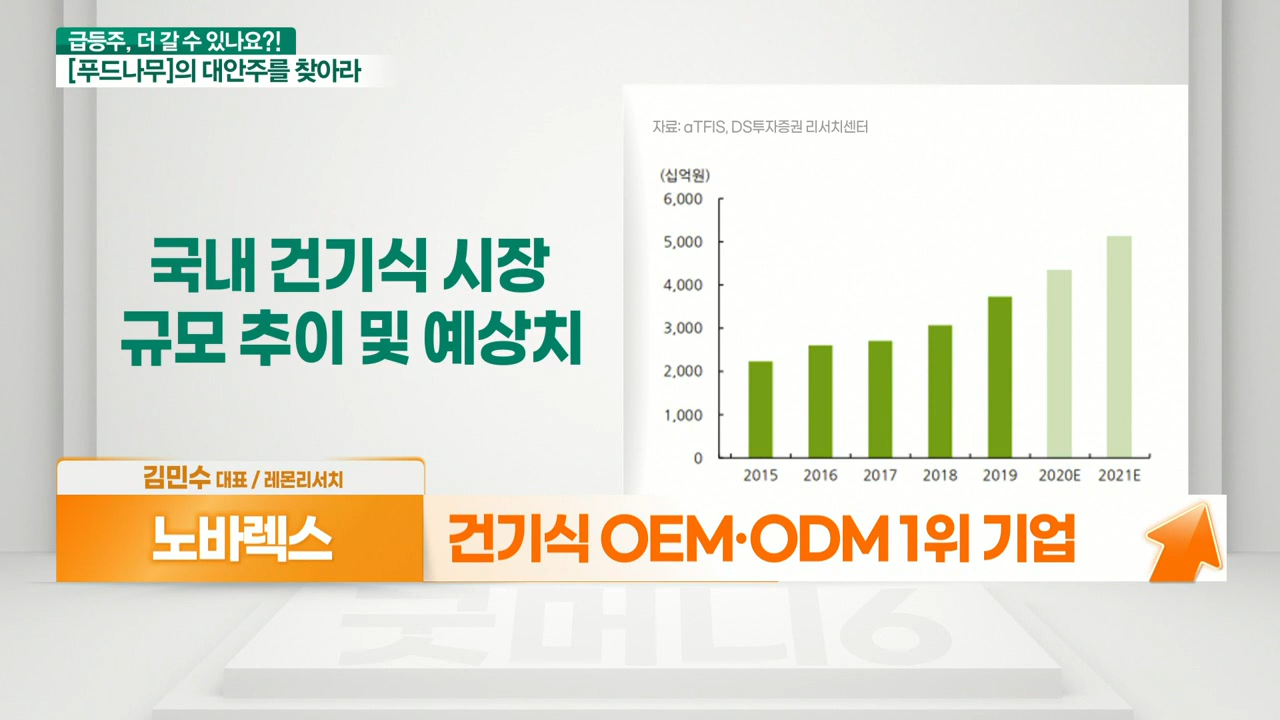 급등주, 더 갈 수 있나요?!
[푸드나무]의 대안주를 찾아라
자료: αTFIS, DS투자증권 리서치센터
(십억원)
6,000
5,000
4,000
3,000
2,000
1,000
0
2015 2016 2017 2018 2019 2020E 2021E
국내 건기식 시장
규모 추이 및 예상치
김민수 대표 / 레몬리서치
노바렉스
건기식 OEM·ODM 1위 기업
굿머니6